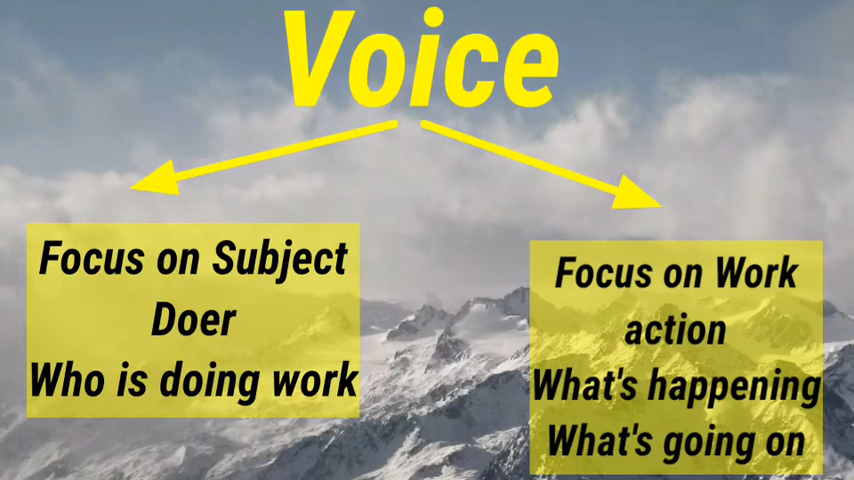 Voice
Focus on Subject
Doer
Who is doing work
Focus on Work
action
What's happening
What's going on